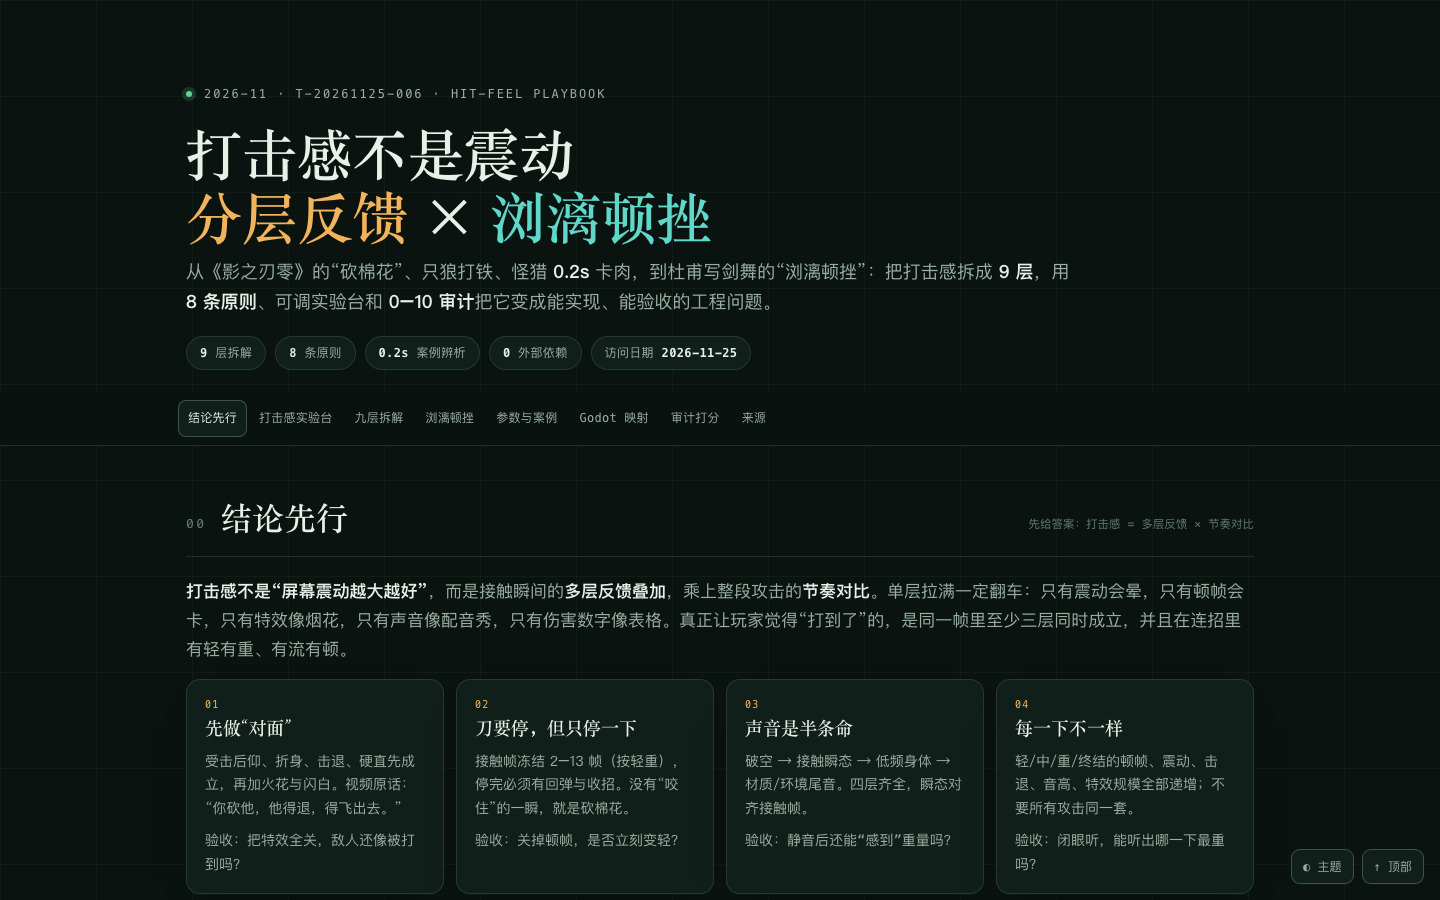 2026-11 · T-20261125-006 · HIT-FEEL PLAYBOOK
打击感不是震动
分层反馈 × 浏漓顿挫
从《影之刃零》的“砍棉花”、只狼打铁、怪猎 0.2s 卡肉，到杜甫写剑舞的“浏漓顿挫”：把打击感拆成 9 层，用
8 条原则、可调实验台和 0–10 审计把它变成能实现、能验收的工程问题。
9 层拆解
8 条原则
0.2s 案例辨析
0 外部依赖
访问日期 2026-11-25
结论先行
打击感实验台
九层拆解
浏漓顿挫
参数与案例
Godot 映射
审计打分
来源
00 结论先行
先给答案：打击感 = 多层反馈 × 节奏对比
打击感不是“屏幕震动越大越好”，而是接触瞬间的多层反馈叠加，乘上整段攻击的节奏对比。单层拉满一定翻车：只有震动会晕，只有顿帧会
卡，只有特效像烟花，只有声音像配音秀，只有伤害数字像表格。真正让玩家觉得“打到了”的，是同一帧里至少三层同时成立，并且在连招里
有轻有重、有流有顿。
01
先做“对面”
受击后仰、折身、击退、硬直先成
立，再加火花与闪白。视频原话：
“你砍他，他得退，得飞出去。”
验收：把特效全关，敌人还像被打
到吗？
02
刀要停，但只停一下
接触帧冻结 2–13 帧（按轻重），
停完必须有回弹与收招。没有“咬
住”的一瞬，就是砍棉花。
验收：关掉顿帧，是否立刻变轻？
03
声音是半条命
破空 → 接触瞬态 → 低频身体 →
材质/环境尾音。四层齐全，瞬态对
齐接触帧。
验收：静音后还能“感到”重量吗？
04
每一下不一样
轻/中/重/终结的顿帧、震动、击
退、音高、特效规模全部递增；不
要所有攻击同一套。
验收：闭眼听，能听出哪一下最重
吗？
◐ 主题
↑ 顶部